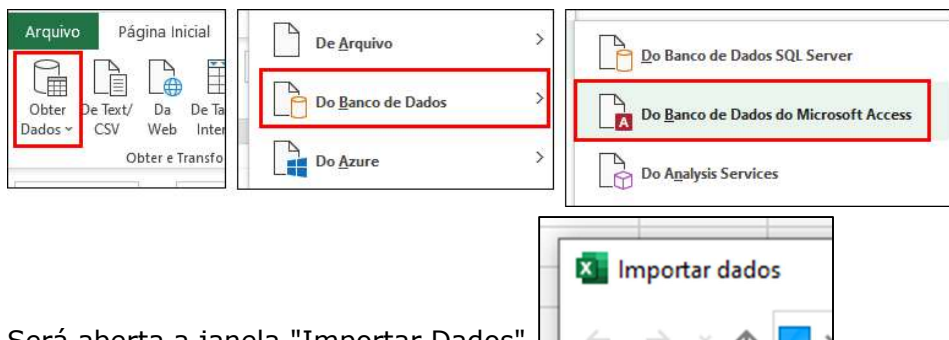 Arquivo Página Inicial
Obter Dados
De Text/ CSV
Da Web
De Ta
Inter
Obter e Transfo
De Arquivo
Do Banco de Dados
Do Azure
Do Banco de Dados SQL Server
Do Banco de Dados do Microsoft Access
Do Analysis Services
Importar dados
Será aberta a janela "Importar Dados"